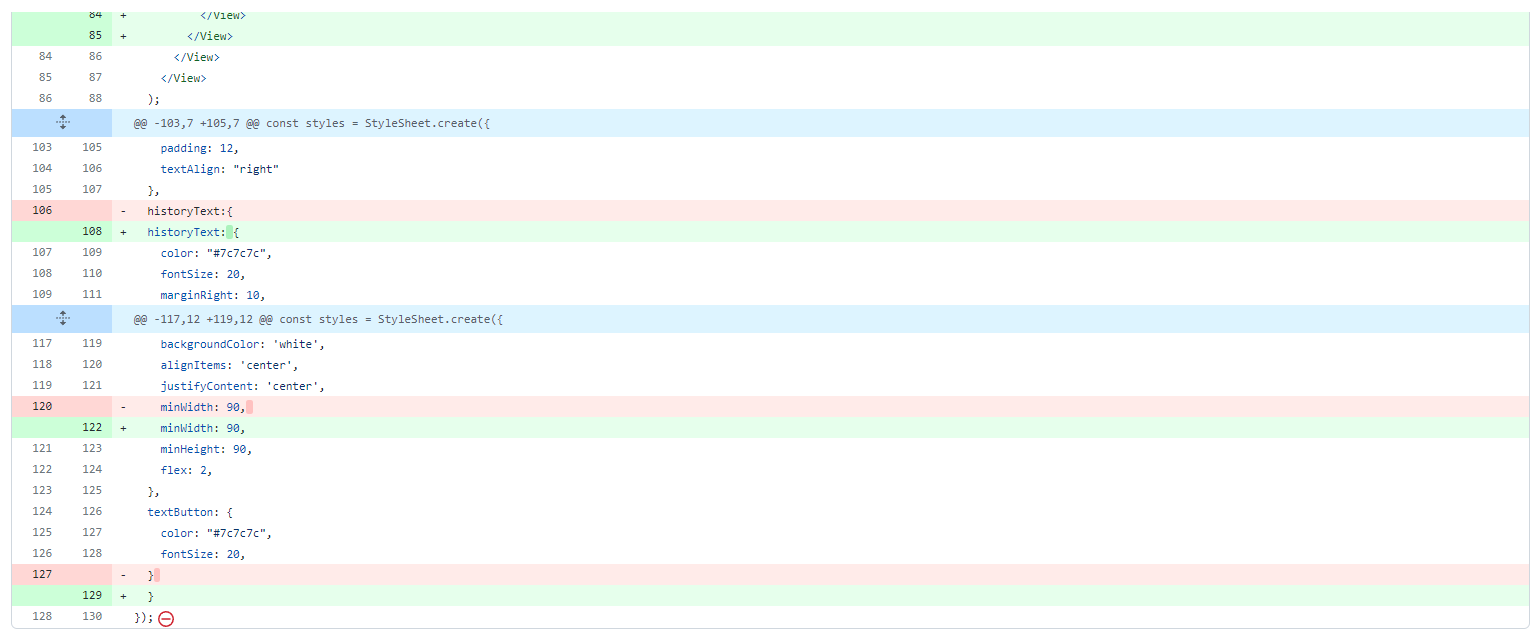 84 + </View>
85 + </View>
84 86 </View>
85 87 </View>
86 88 );
@@ -103,7 +105,7 @@ const styles = StyleSheet.create({
103 105 padding: 12,
104 106 textAlign: "right"
105 107 },
106 - historyText:{
108 + historyText: {
107 109 color: "#7c7c7c",
108 110 fontSize: 20,
109 111 marginRight: 10,
@@ -117,12 +119,12 @@ const styles = StyleSheet.create({
117 119 backgroundColor: 'white',
118 120 alignItems: 'center',
119 121 justifyContent: 'center',
120 - minWidth: 90,
122 + minWidth: 90,
121 123 minHeight: 90,
122 124 flex: 2,
123 125 },
124 126 textButton: {
125 127 color: "#7c7c7c",
126 128 fontSize: 20,
127 - }
129 + }
128 130 });